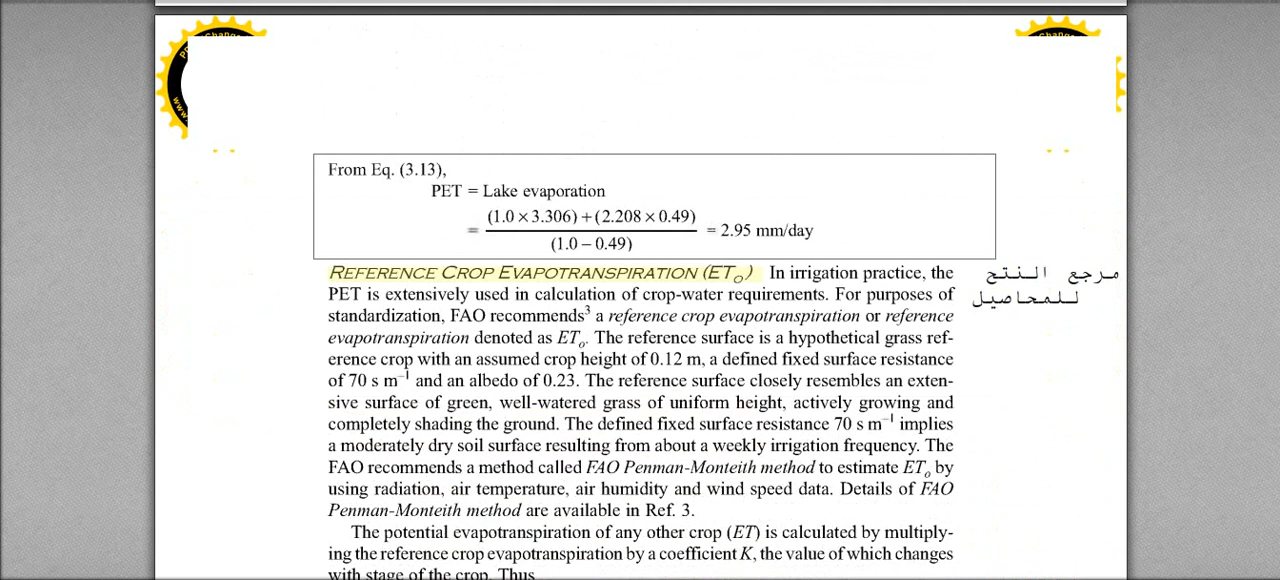 From Eq. (3.13),
PET = Lake evaporation
= (1.0 × 3.306) + (2.208 × 0.49) / (1.0 – 0.49) = 2.95 mm/day
REFERENCE CROP EVAPOTRANSPIRATION (ETₒ) In irrigation practice, the
مرجع النتح
PET is extensively used in calculation of crop-water requirements. For purposes of
للمحاصيل
standardization, FAO recommends³ a reference crop evapotranspiration or reference
evapotranspiration denoted as ETₒ. The reference surface is a hypothetical grass ref-
erence crop with an assumed crop height of 0.12 m, a defined fixed surface resistance
of 70 s m⁻¹ and an albedo of 0.23. The reference surface closely resembles an exten-
sive surface of green, well-watered grass of uniform height, actively growing and
completely shading the ground. The defined fixed surface resistance 70 s m⁻¹ implies
a moderately dry soil surface resulting from about a weekly irrigation frequency. The
FAO recommends a method called FAO Penman-Monteith method to estimate ETₒ by
using radiation, air temperature, air humidity and wind speed data. Details of FAO
Penman-Monteith method are available in Ref. 3.
The potential evapotranspiration of any other crop (ET) is calculated by multiply-
ing the reference crop evapotranspiration by a coefficient K, the value of which changes
with stage of the crop. Thus